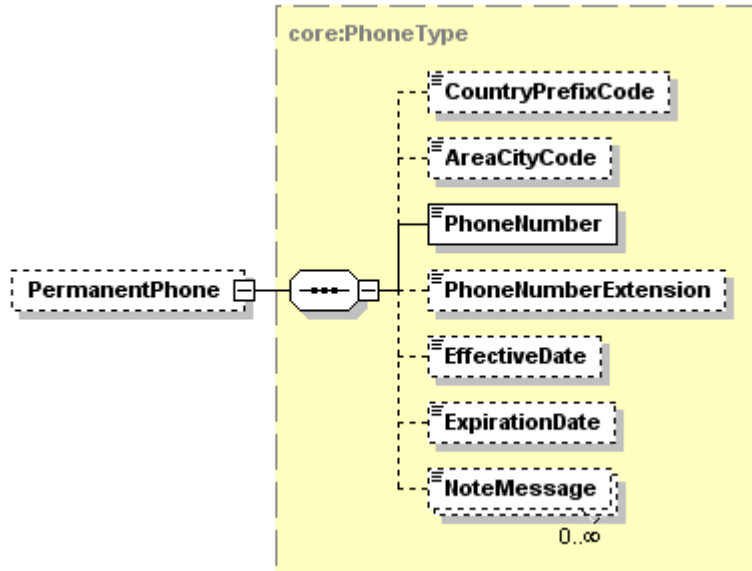 core:PhoneType
CountryPrefixCode
AreaCityCode
PhoneNumber
PermanentPhone
PhoneNumberExtension
EffectiveDate
ExpirationDate
NoteMessage
0..∞